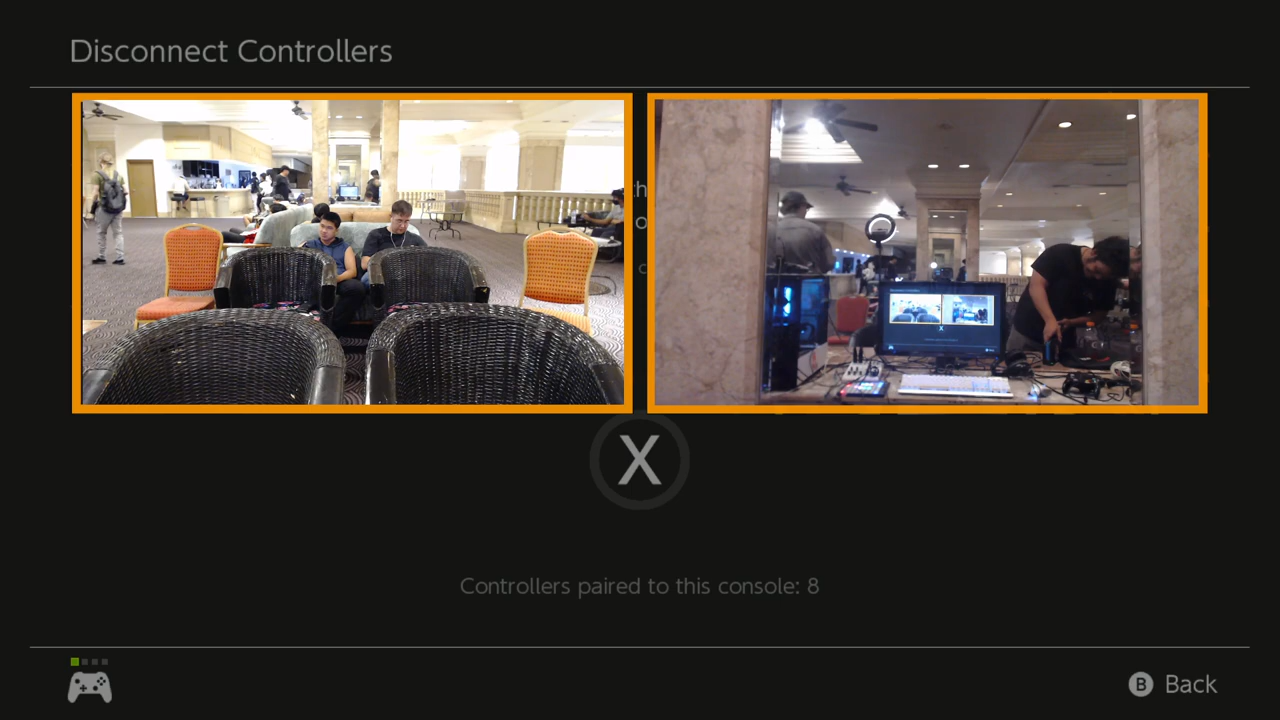 Disconnect Controllers
X
Controllers paired to this console: 8
B Back